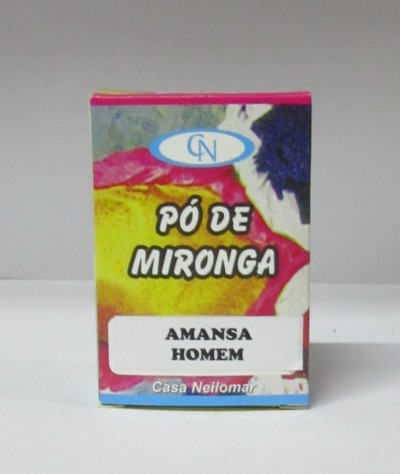 CN
PÓ DE
MIRONGA
AMANSA
HOMEM
Casa Neilomar